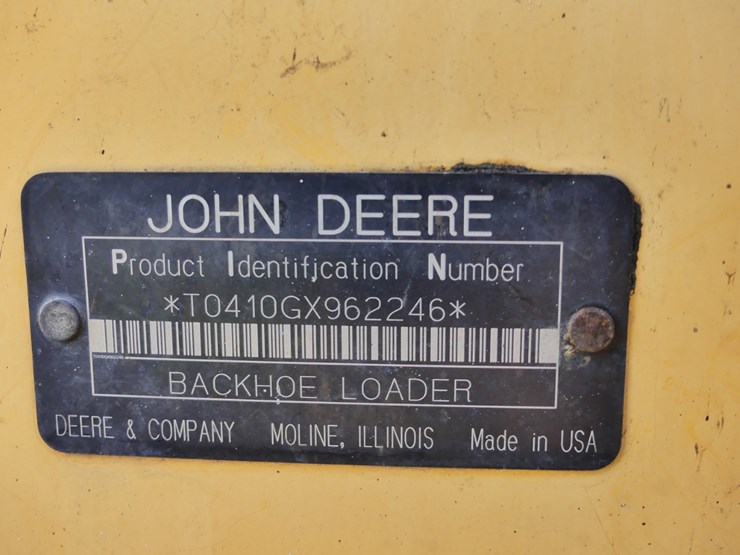 JOHN DEERE
Product Identification Number
*T0410GX962246*
BACKHOE LOADER
DEERE & COMPANY MOLINE, ILLINOIS Made in USA